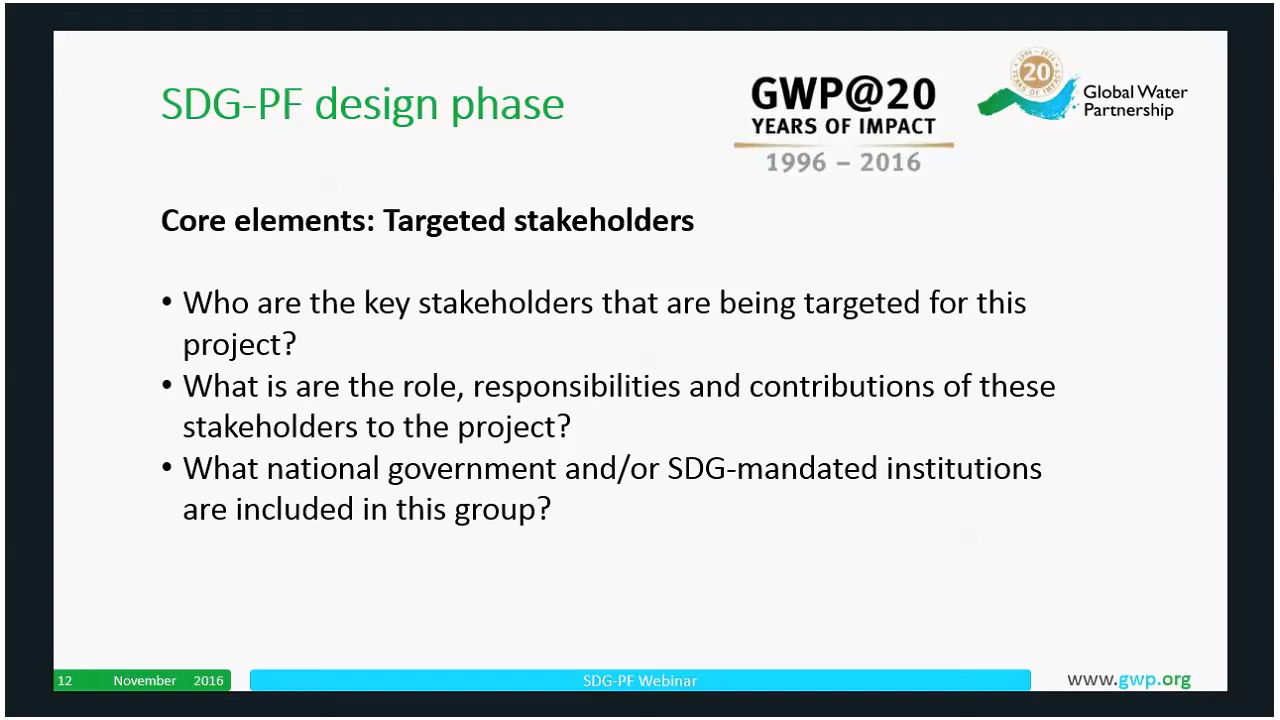 SDG-PF design phase
GWP@20
YEARS OF IMPACT
1996 – 2016
20
Global Water
Partnership
Core elements: Targeted stakeholders
• Who are the key stakeholders that are being targeted for this
project?
• What is are the role, responsibilities and contributions of these
stakeholders to the project?
• What national government and/or SDG-mandated institutions
are included in this group?
12 November 2016
SDG-PF Webinar
www.gwp.org